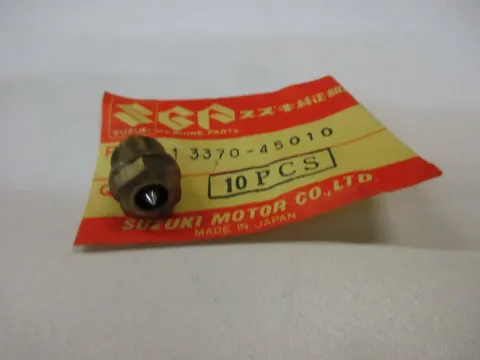 SGP スズキ純正部
SUZUKI GENUINE PARTS
13370-45010
10 PCS
SUZUKI MOTOR CO.,LTD.
MADE IN JAPAN